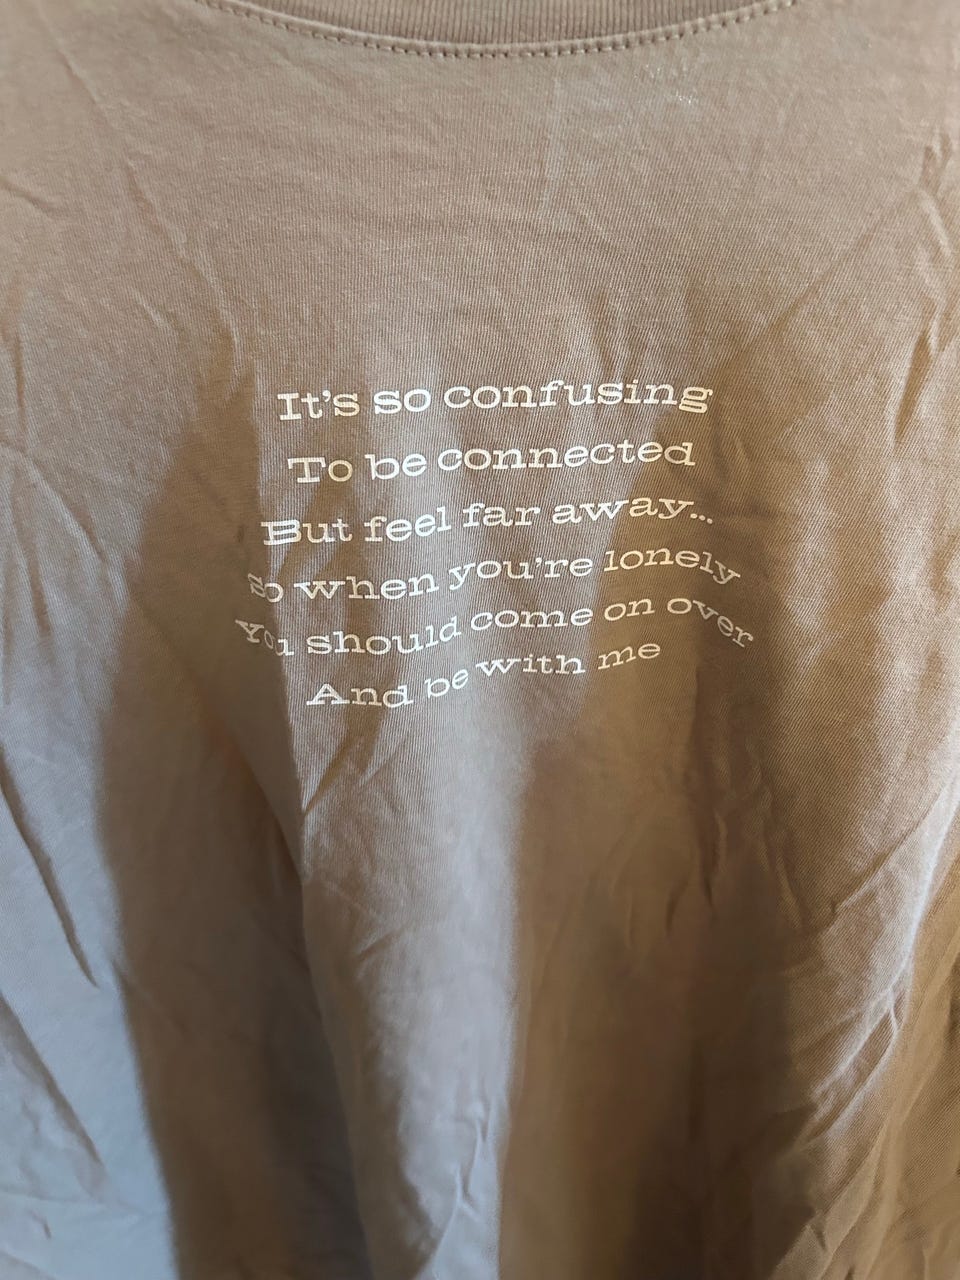 It's so confusing
To be connected
But feel far away...
So when you're lonely
You should come on over
And be with me